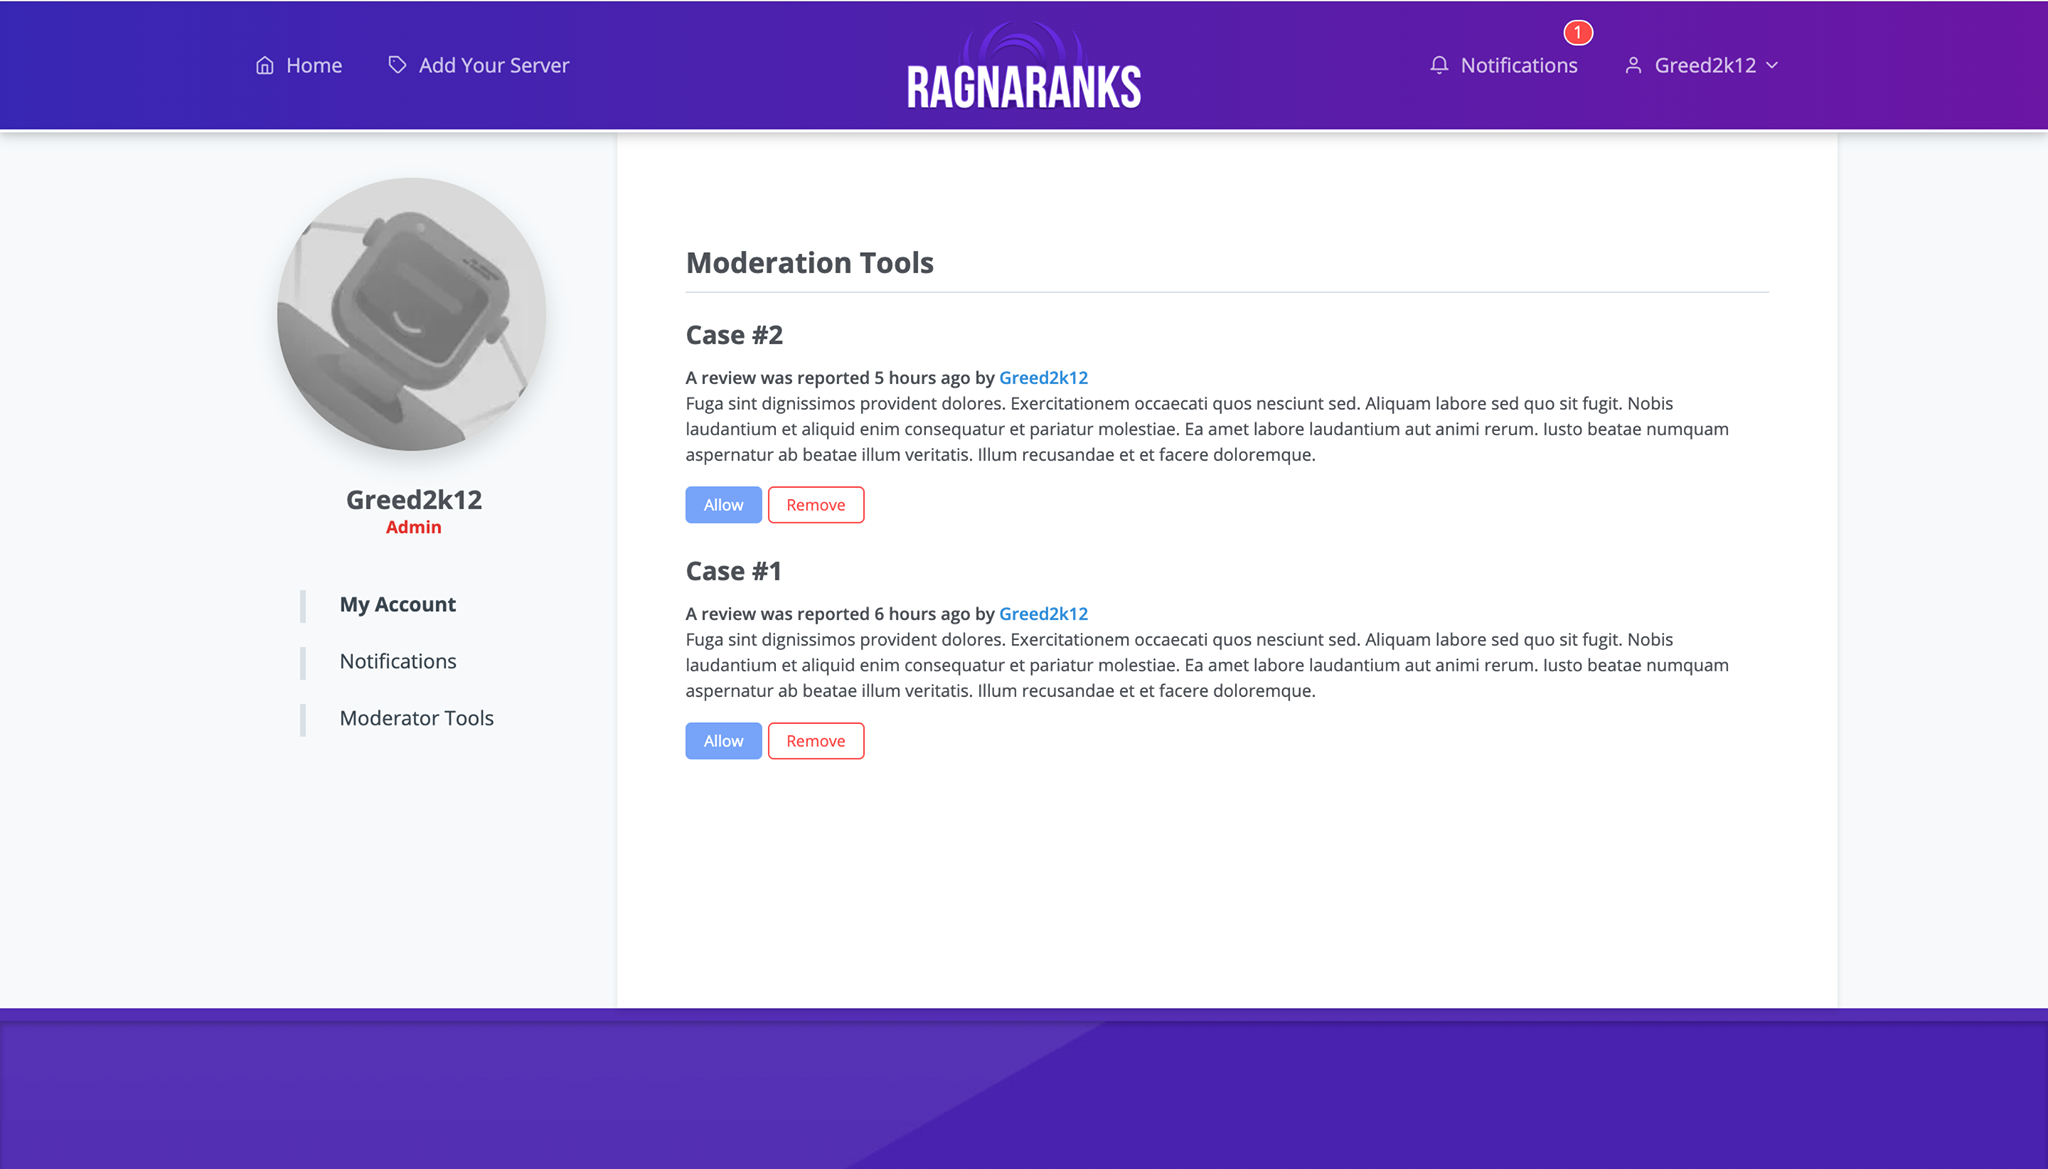 Home
Add Your Server
RAGNARANKS
1
Notifications
Greed2k12
Greed2k12
Admin
My Account
Notifications
Moderator Tools
Moderation Tools
Case #2
A review was reported 5 hours ago by Greed2k12
Fuga sint dignissimos provident dolores. Exercitationem occaecati quos nesciunt sed. Aliquam labore sed quo sit fugit. Nobis
laudantium et aliquid enim consequatur et pariatur molestiae. Ea amet labore laudantium aut animi rerum. Iusto beatae numquam
aspernatur ab beatae illum veritatis. Illum recusandae et et facere doloremque.
Allow
Remove
Case #1
A review was reported 6 hours ago by Greed2k12
Fuga sint dignissimos provident dolores. Exercitationem occaecati quos nesciunt sed. Aliquam labore sed quo sit fugit. Nobis
laudantium et aliquid enim consequatur et pariatur molestiae. Ea amet labore laudantium aut animi rerum. Iusto beatae numquam
aspernatur ab beatae illum veritatis. Illum recusandae et et facere doloremque.
Allow
Remove